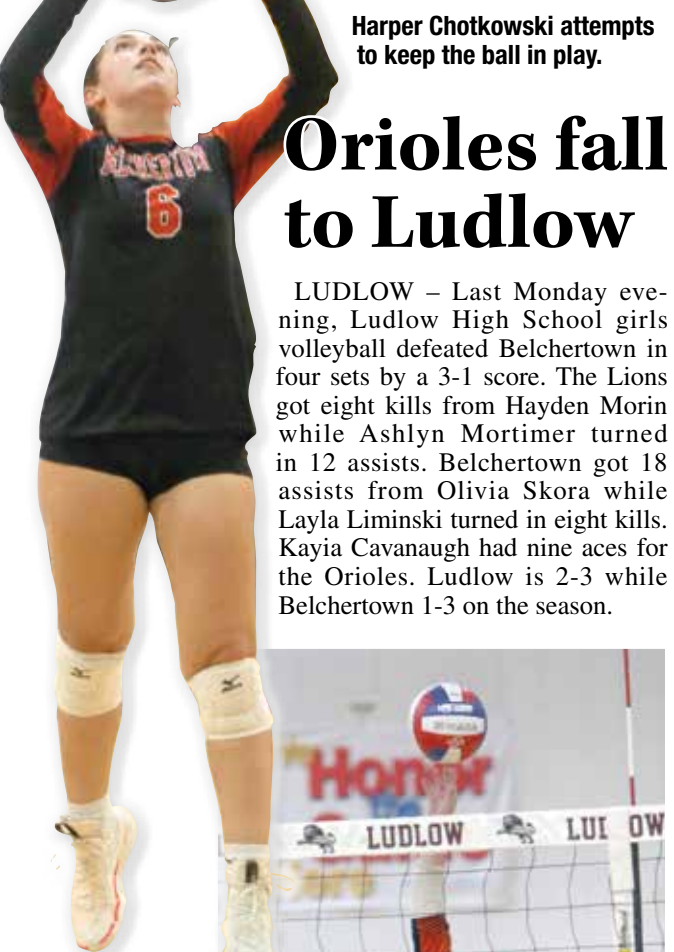 Harper Chotkowski attempts
to keep the ball in play.
Orioles fall
to Ludlow
LUDLOW – Last Monday eve-
ning, Ludlow High School girls
volleyball defeated Belchertown in
four sets by a 3-1 score. The Lions
got eight kills from Hayden Morin
while Ashlyn Mortimer turned
in 12 assists. Belchertown got 18
assists from Olivia Skora while
Layla Liminski turned in eight kills.
Kayia Cavanaugh had nine aces for
the Orioles. Ludlow is 2-3 while
Belchertown 1-3 on the season.
6
Honor
the
LUDLOW